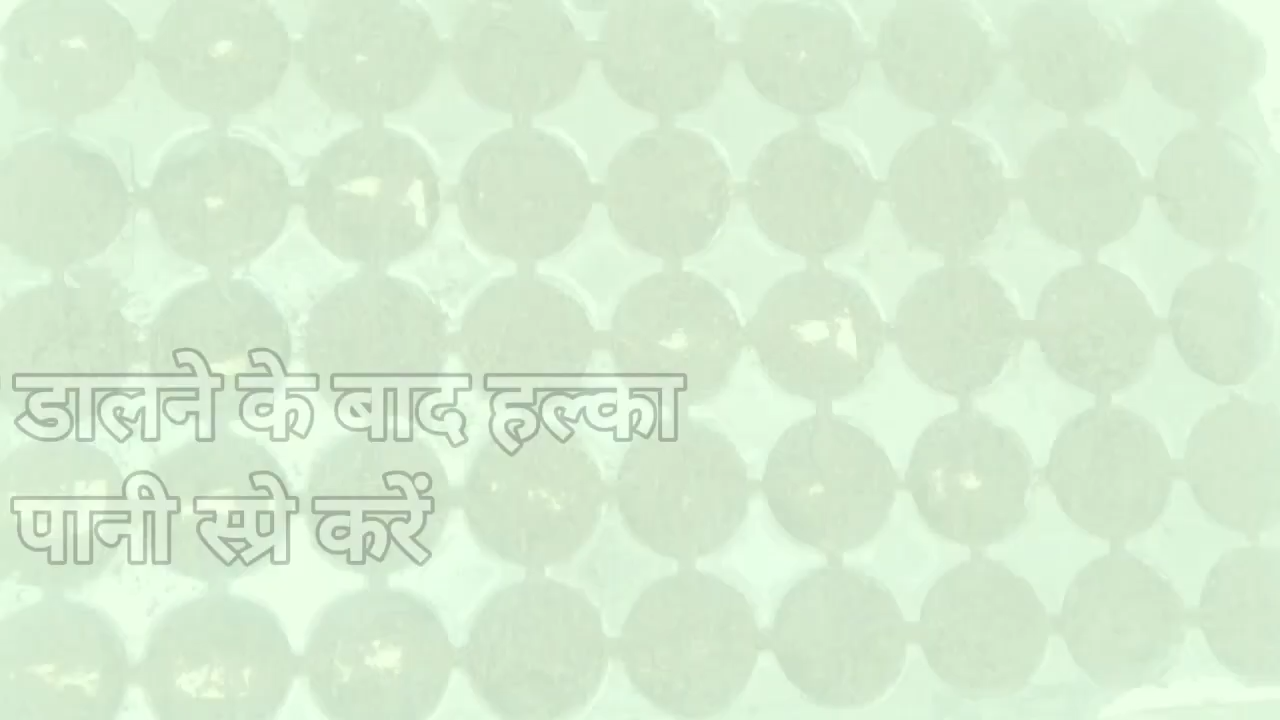 डालने के बाद हल्का
पानी स्प्रे करें